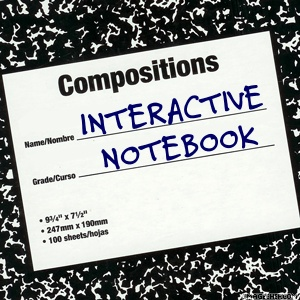 Compositions
Name/Nombre INTERACTIVE
NOTEBOOK
Grade/Curso
• 9¾" x 7½"
• 247mm x 190mm
• 100 sheets/hojas